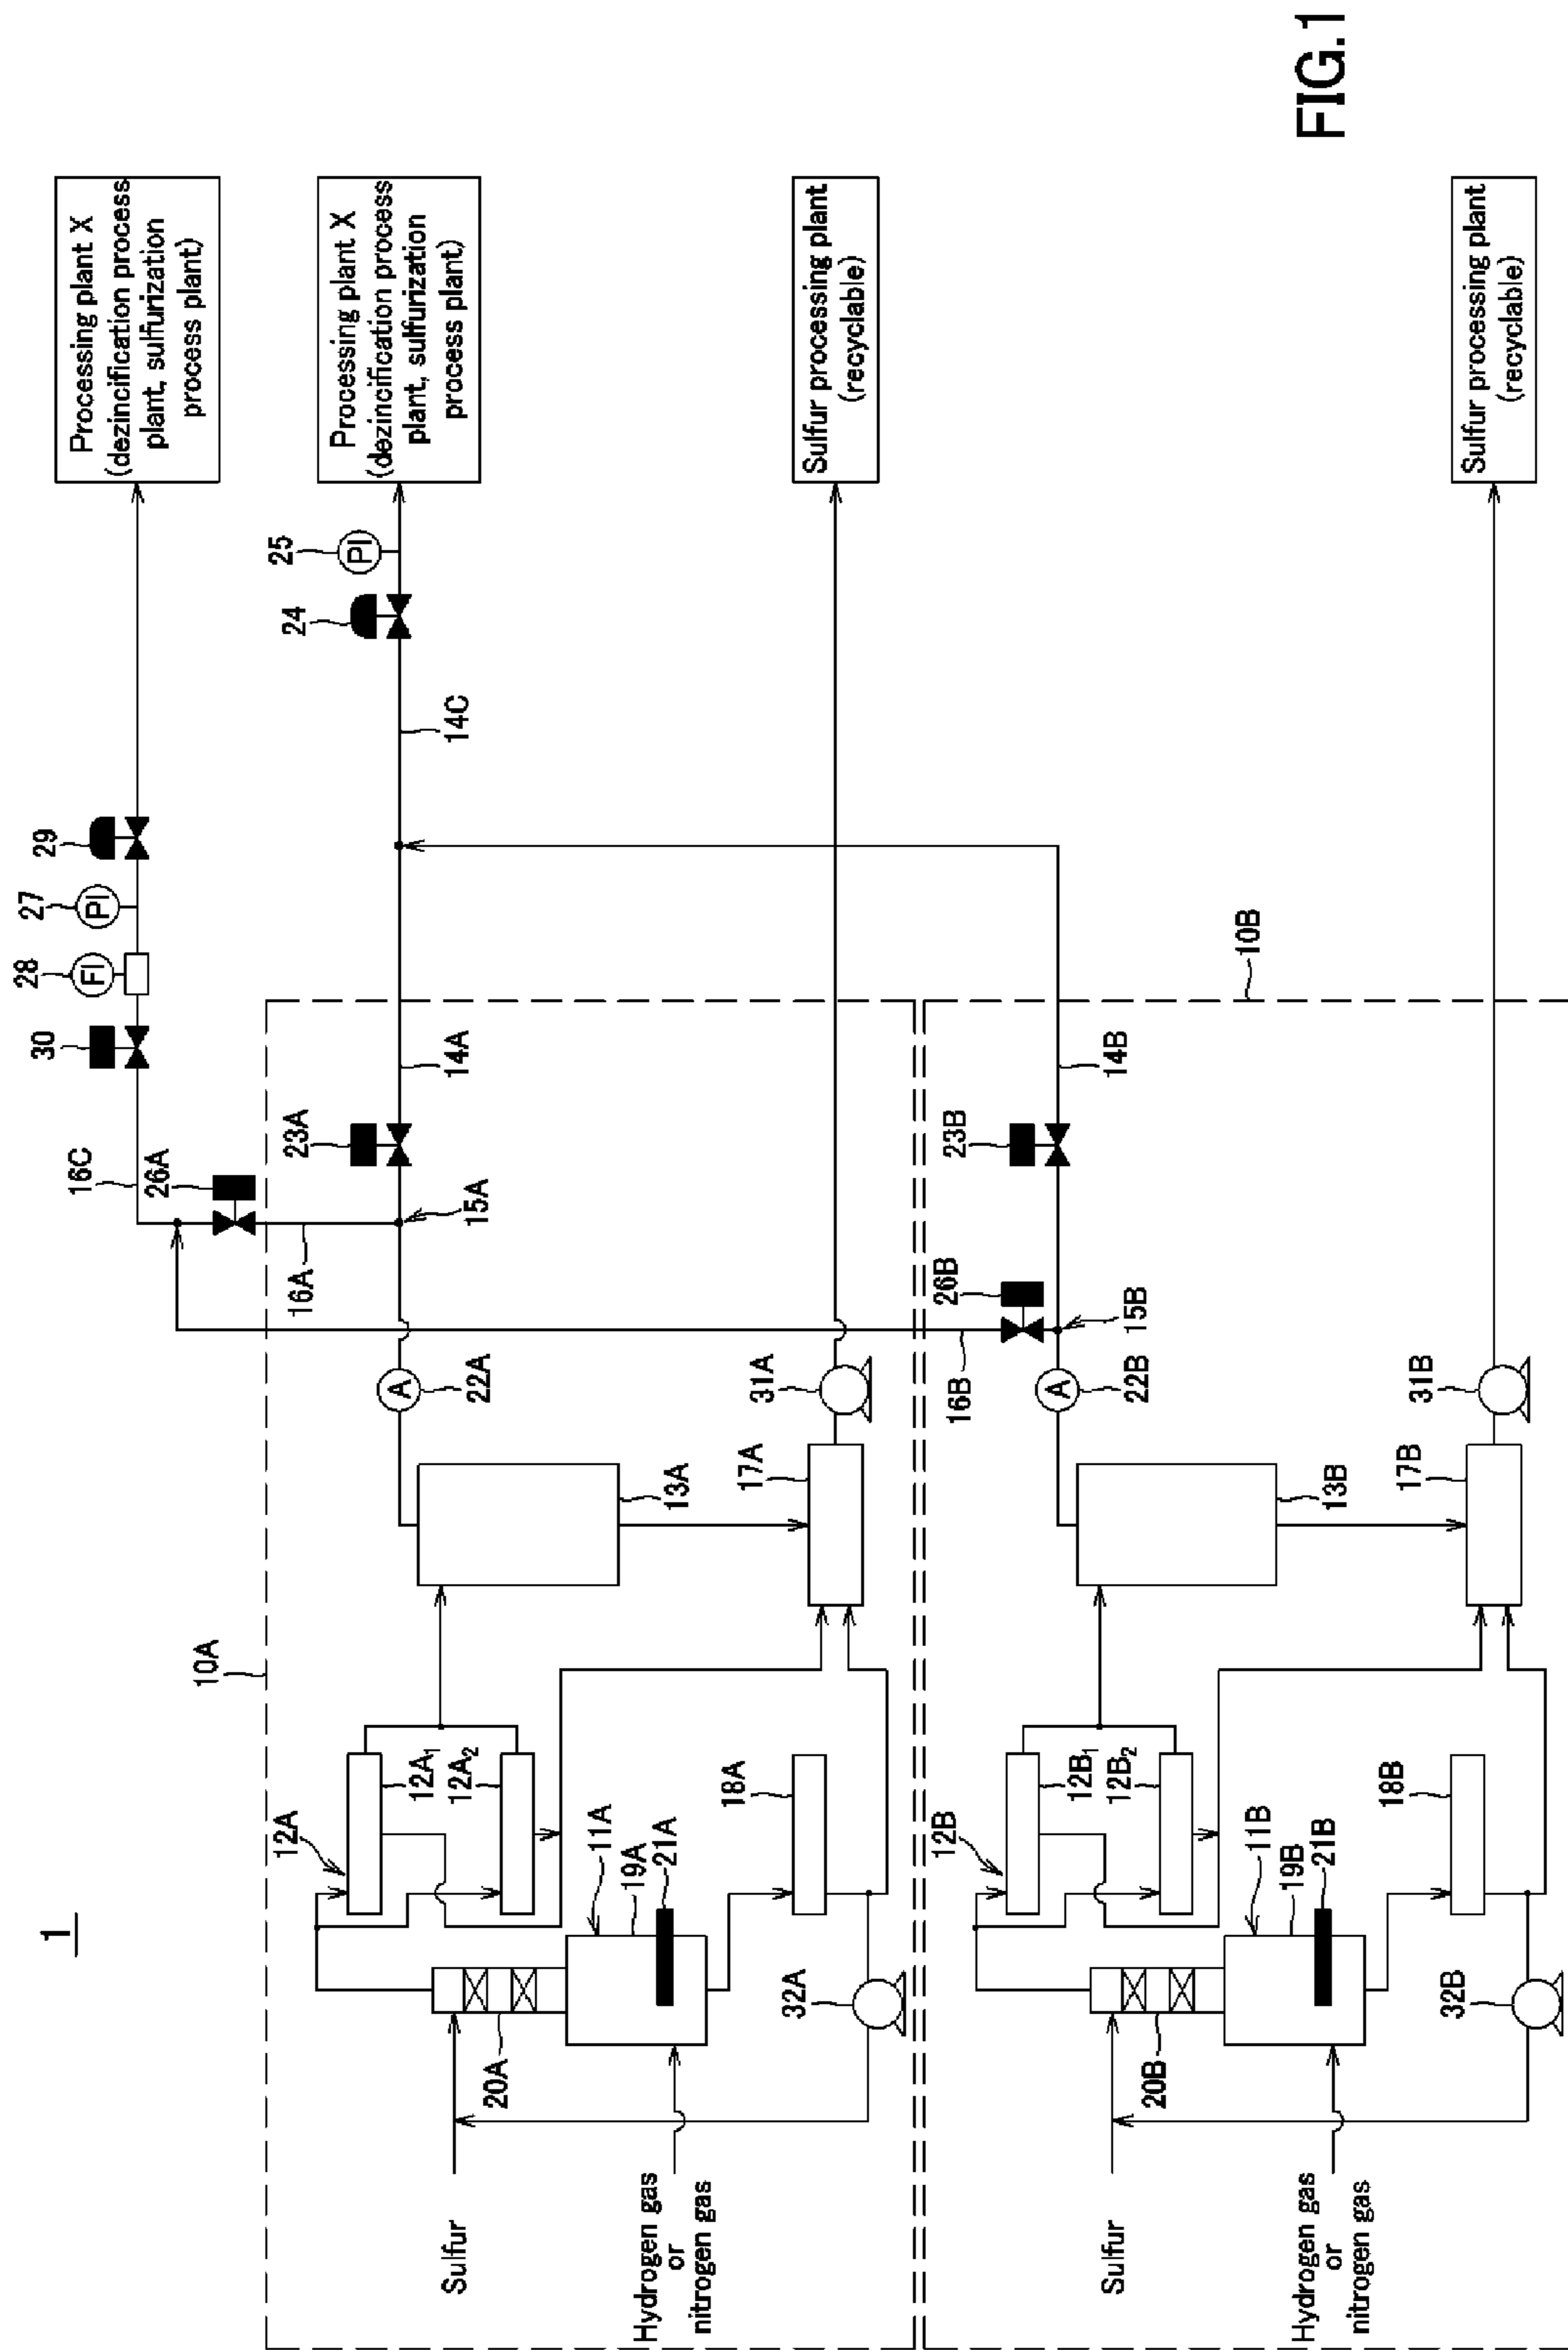 FIG.1
1
Processing plant X
(dezincification process
plant, sulfurization
process plant)
Processing plant X
(dezincification process
plant, sulfurization
process plant)
Sulfur processing plant
(recyclable)
Sulfur processing plant
(recyclable)
30
28
27
29
FI
PI
16C
26A
16A
24
25
PI
14C
10A
12A
12A1
12A2
22A
A
15A
23A
14A
20A
11A
19A
21A
13A
18A
17A
31A
32A
Sulfur
Hydrogen gas
or
nitrogen gas
10B
12B
12B1
12B2
16B
26B
22B
A
15B
23B
14B
20B
11B
19B
21B
13B
18B
17B
31B
32B
Sulfur
Hydrogen gas
or
nitrogen gas